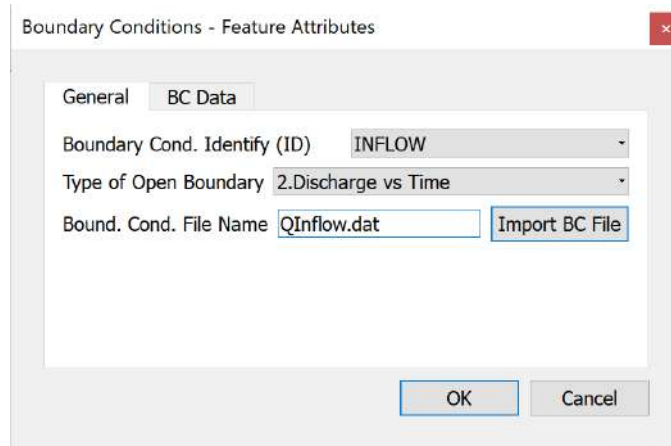 Boundary Conditions - Feature Attributes
General BC Data
Boundary Cond. Identify (ID) INFLOW
Type of Open Boundary 2.Discharge vs Time
Bound. Cond. File Name QInflow.dat Import BC File
OK Cancel